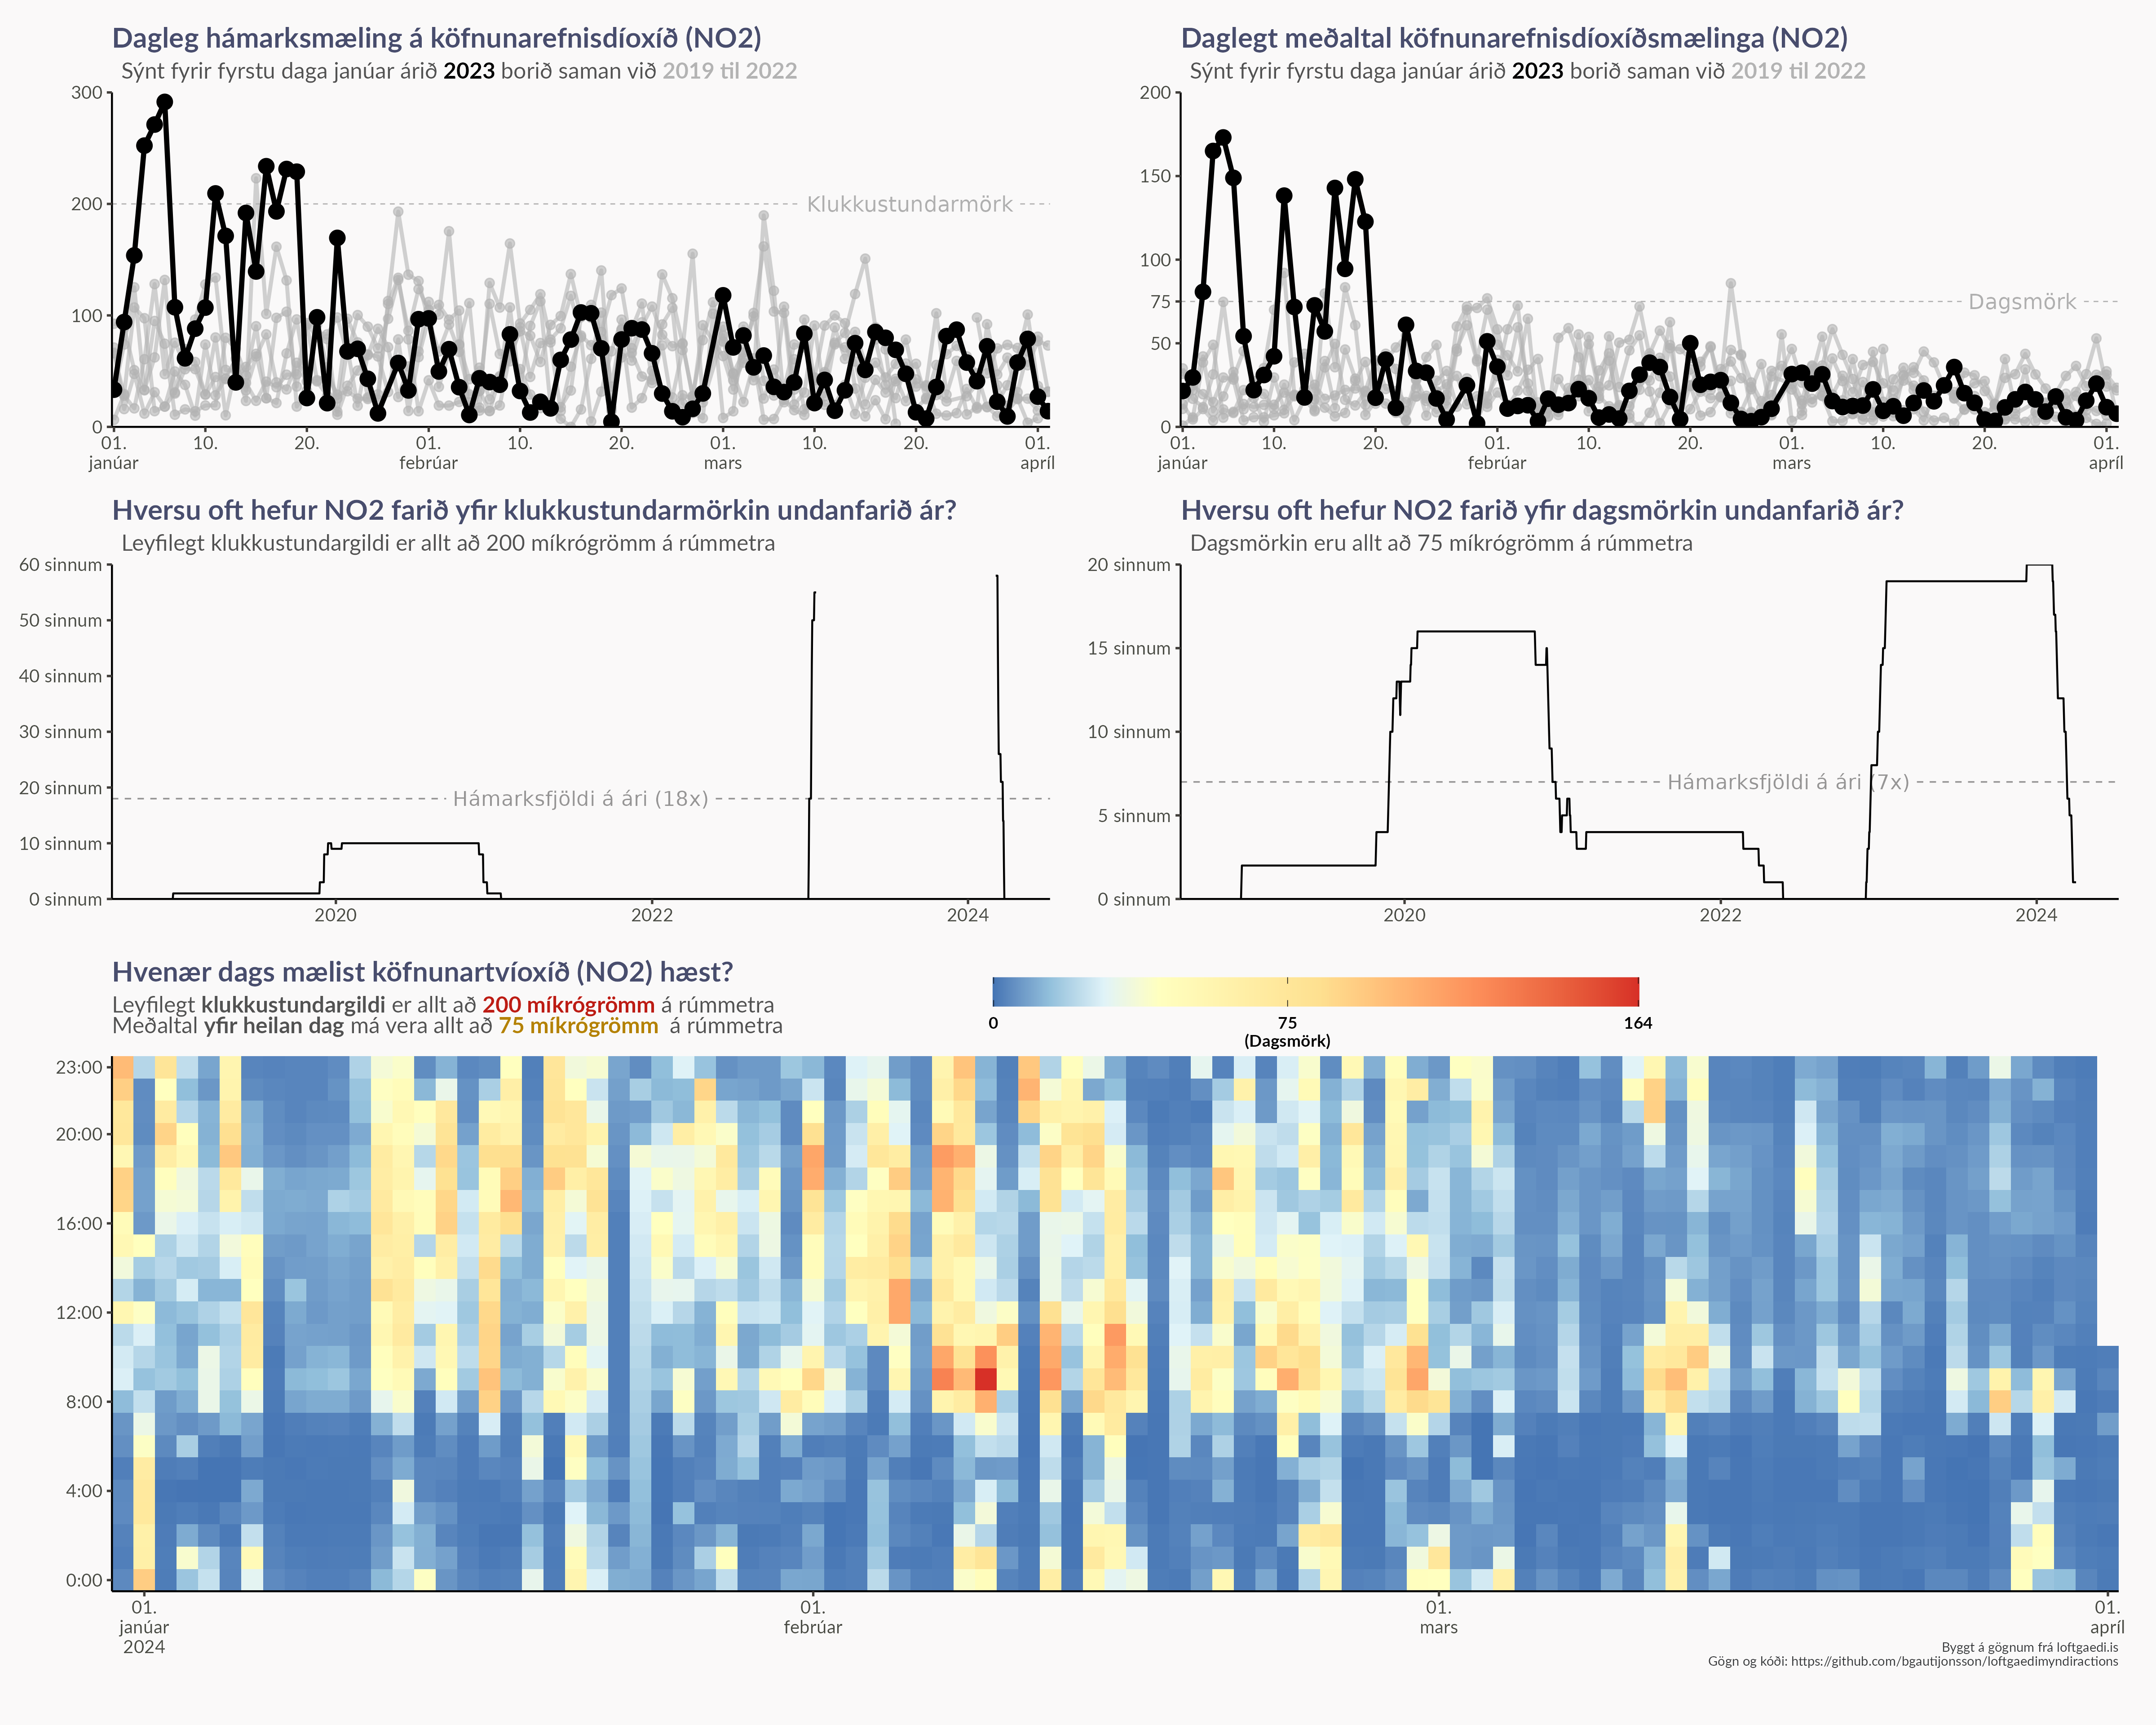 Dagleg hámarksmæling á köfnunarefnisdíoxíð (NO2)
Sýnt fyrir fyrstu daga janúar árið 2023 borið saman við 2019 til 2022
300
200
100
0
Klukkustundarmörk
01. 10. 20. 01. 10. 20. 01. 10. 20. 01.
janúar febrúar mars apríl
Daglegt meðaltal köfnunarefnisdíoxíðsmælinga (NO2)
Sýnt fyrir fyrstu daga janúar árið 2023 borið saman við 2019 til 2022
200
150
100
75
50
0
Dagsmörk
01. 10. 20. 01. 10. 20. 01. 10. 20. 01.
janúar febrúar mars apríl
Hversu oft hefur NO2 farið yfir klukkustundarmörkin undanfarið ár?
Leyfilegt klukkustundargildi er allt að 200 míkrógrömm á rúmmetra
60 sinnum
50 sinnum
40 sinnum
30 sinnum
20 sinnum
10 sinnum
0 sinnum
Hámarksfjöldi á ári (18x)
2020 2022 2024
Hversu oft hefur NO2 farið yfir dagsmörkin undanfarið ár?
Dagsmörkin eru allt að 75 míkrógrömm á rúmmetra
20 sinnum
15 sinnum
10 sinnum
5 sinnum
0 sinnum
Hámarksfjöldi á ári (7x)
2020 2022 2024
Hvenær dags mælist köfnunartvíoxíð (NO2) hæst?
Leyfilegt klukkustundargildi er allt að 200 míkrógrömm á rúmmetra
Meðaltal yfir heilan dag má vera allt að 75 míkrógrömm á rúmmetra
0 75 164
(Dagsmörk)
23:00
20:00
16:00
12:00
8:00
4:00
0:00
01. 01. 01. 01.
janúar febrúar mars apríl
2024
Byggt á gögnum frá loftgaedi.is
Gögn og kóði: https://github.com/bgautijonsson/loftgaedimyndiractions